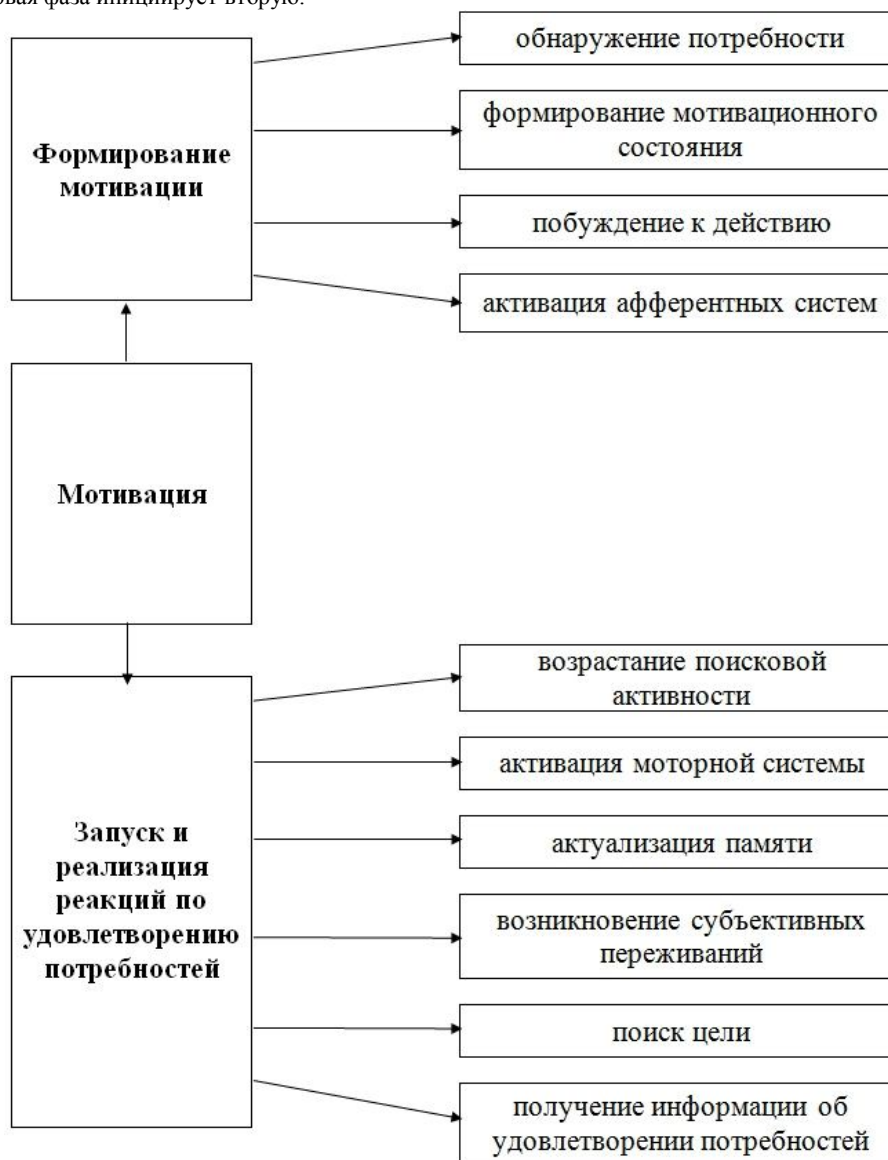 фаза инициирует вторую.
обнаружение потребности
формирование мотивационного
состояния
Формирование
мотивации
побуждение к действию
активация афферентных систем
Мотивация
возрастание поисковой
активности
активация моторной системы
Запуск и
реализация
реакций по
удовлетворению
потребностей
актуализация памяти
возникновение субъективных
переживаний
поиск цели
получение информации об
удовлетворении потребностей